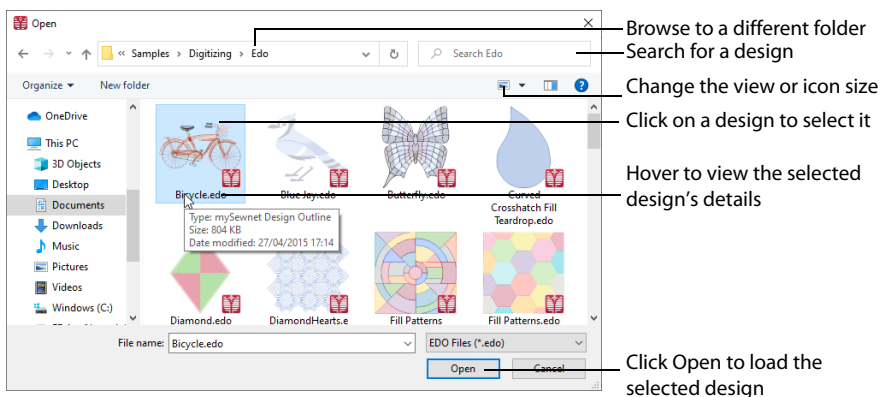 Open
Browse to a different folder
« Samples › Digitizing › Edo
Search Edo
Search for a design
Organize
New folder
Change the view or icon size
OneDrive
This PC
3D Objects
Desktop
Documents
Downloads
Music
Pictures
Videos
Windows (C:)
Click on a design to select it
Bicycle.edo
Blue Jay.edo
Butterfly.edo
Curved
Crosshatch Fill
Teardrop.edo
Hover to view the selected
design's details
Type: mySewnet Design Outline
Size: 804 KB
Date modified: 27/04/2015 17:14
Diamond.edo
DiamondHearts.e
Fill Patterns
Fill Patterns.edo
File name:
Bicycle.edo
EDO Files (*.edo)
Open
Cancel
Click Open to load the
selected design